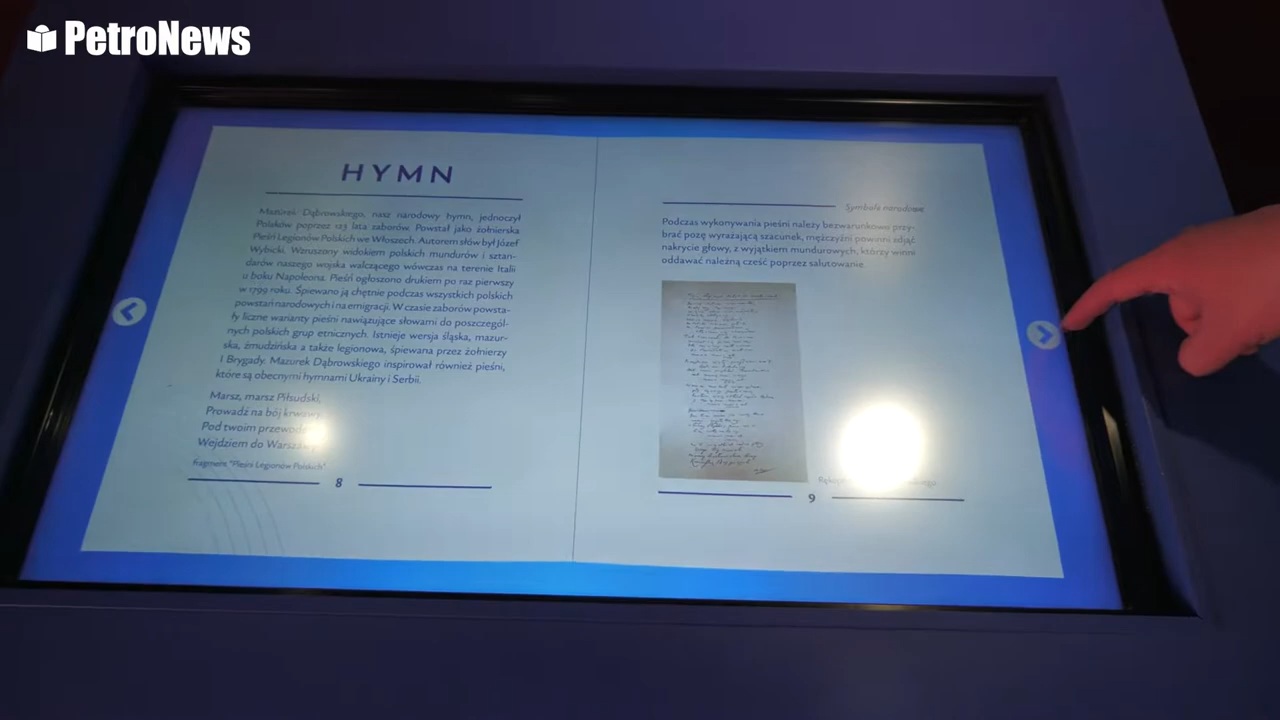 PetroNews
HYMN
Mazurek Dąbrowskiego, nasz narodowy hymn, jednoczył
Polaków poprzez 123 lata zaborów. Powstał jako żołnierska
Pieśń Legionów Polskich we Włoszech. Autorem słów był Józef
Wybicki. Wzruszony widokiem polskich mundurów i sztan-
darów naszego wojska walczącego wówczas na terenie Italii
u boku Napoleona. Pieśń ogłoszono drukiem po raz pierwszy
w 1799 roku. Śpiewano ją chętnie podczas wszystkich polskich
powstań narodowych i na emigracji. W czasie zaborów powsta-
ły liczne warianty pieśni nawiązujące słowami do poszczegól-
nych polskich grup etnicznych. Istnieje wersja śląska, mazur-
ska, żmudzińska a także legionowa, śpiewana przez żołnierzy
I Brygady. Mazurek Dąbrowskiego inspirował również pieśni,
które są obecnymi hymnami Ukrainy i Serbii.
Marsz, marsz Piłsudski,
Prowadź na bój krwawy,
Pod twoim
Wejdziem do
fragment "Pieśni Legionów Polskich"
8
Symbole narodowe
Podczas wykonywania pieśni należy bezwarunkowo przy-
brać pozę wyrażającą szacunek, mężczyźni powinni zdjąć
nakrycie głowy, z wyjątkiem mundurowych, którzy winni
oddawać należną cześć poprzez salutowanie
9